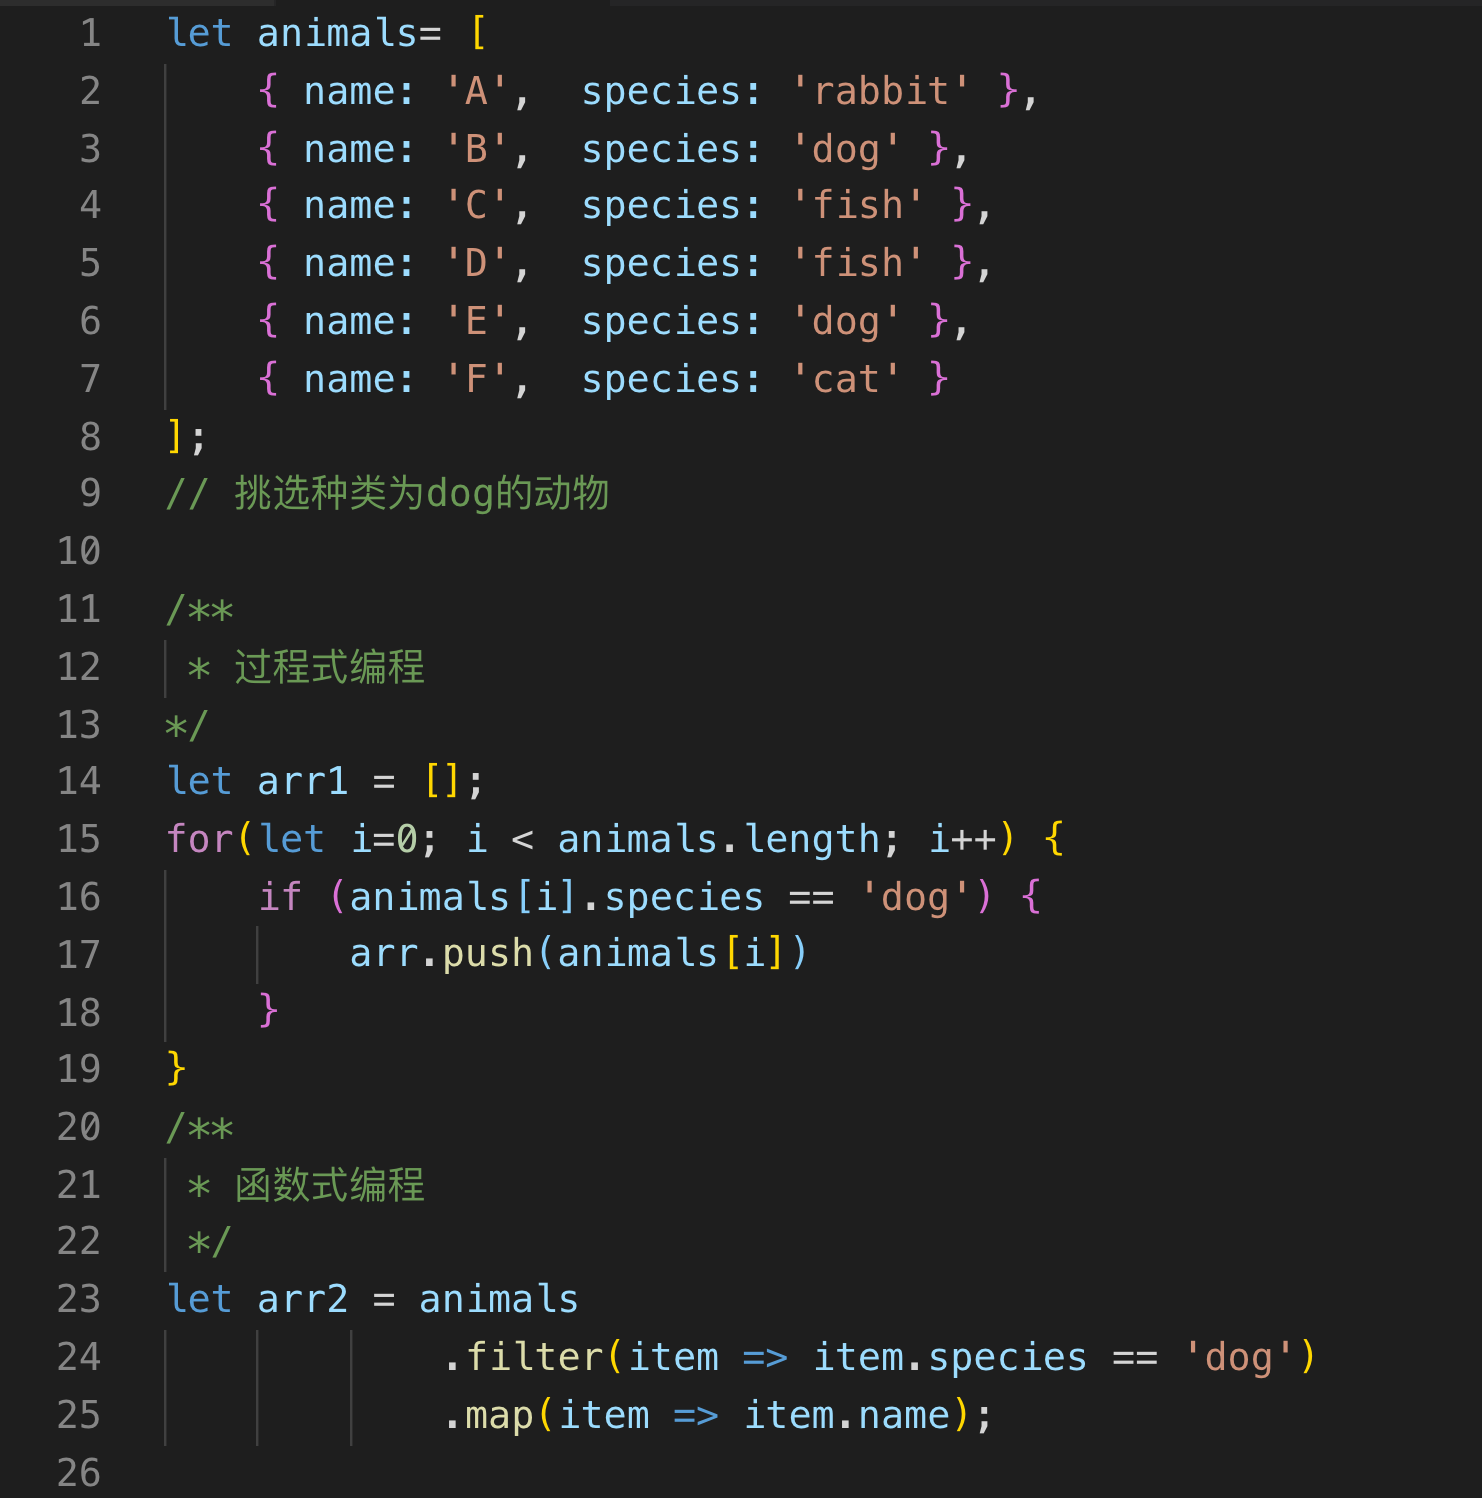 1 let animals= [
2     { name: 'A',  species: 'rabbit' },
3     { name: 'B',  species: 'dog' },
4     { name: 'C',  species: 'fish' },
5     { name: 'D',  species: 'fish' },
6     { name: 'E',  species: 'dog' },
7     { name: 'F',  species: 'cat' }
8 ];
9 // 挑选种类为dog的动物
10
11 /**
12  * 过程式编程
13 */
14 let arr1 = [];
15 for(let i=0; i < animals.length; i++) {
16     if (animals[i].species == 'dog') {
17         arr.push(animals[i])
18     }
19 }
20 /**
21  * 函数式编程
22  */
23 let arr2 = animals
24             .filter(item => item.species == 'dog')
25             .map(item => item.name);
26